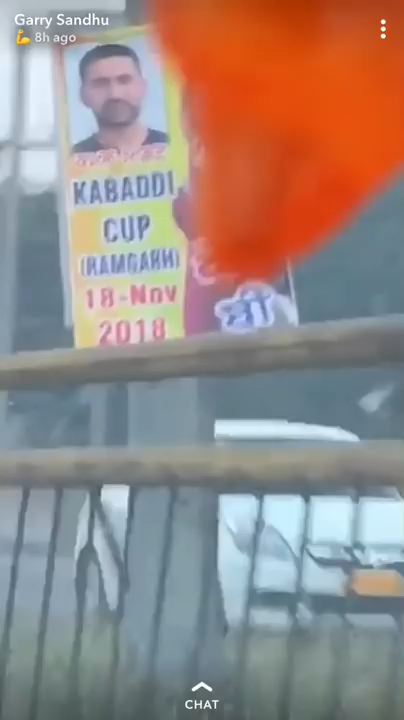 Garry Sandhu
💪 8h ago
KABADDI
CUP
(RAMGARH)
18-Nov
2018
CHAT